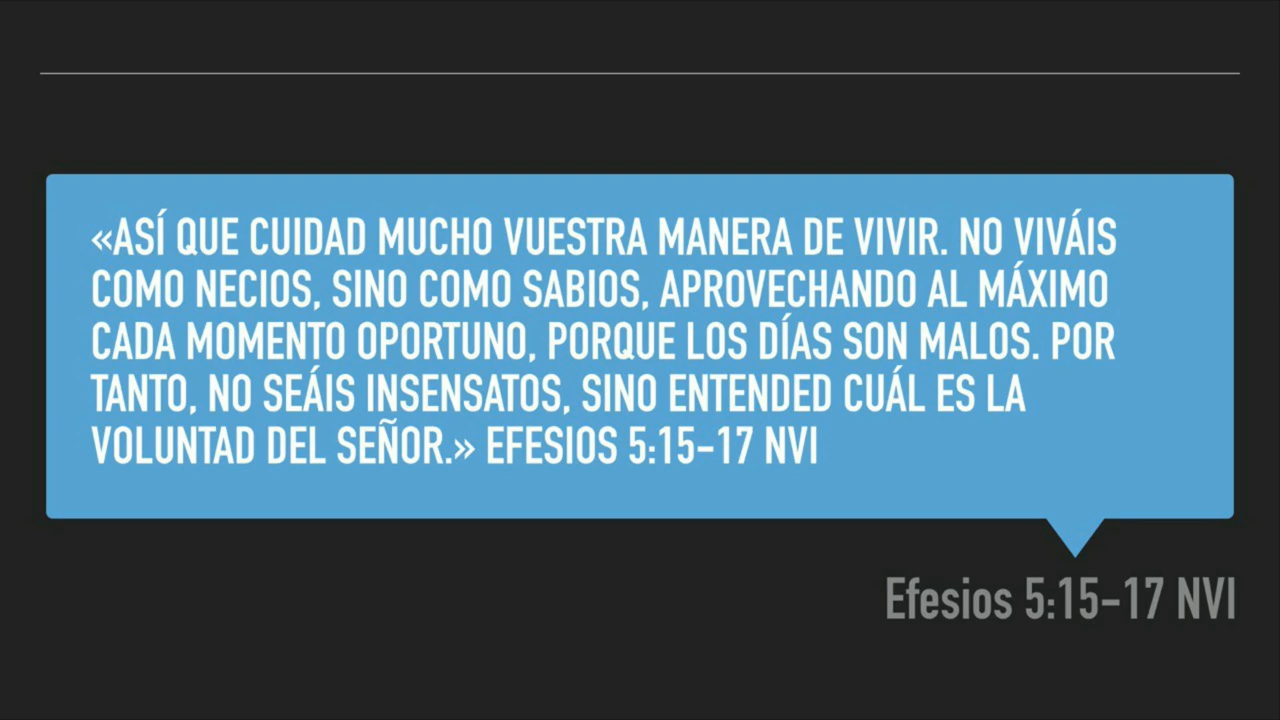 «ASÍ QUE CUIDAD MUCHO VUESTRA MANERA DE VIVIR. NO VIVÁIS
COMO NECIOS, SINO COMO SABIOS, APROVECHANDO AL MÁXIMO
CADA MOMENTO OPORTUNO, PORQUE LOS DÍAS SON MALOS. POR
TANTO, NO SEÁIS INSENSATOS, SINO ENTENDED CUÁL ES LA
VOLUNTAD DEL SEÑOR.» EFESIOS 5:15-17 NVI
Efesios 5:15-17 NVI